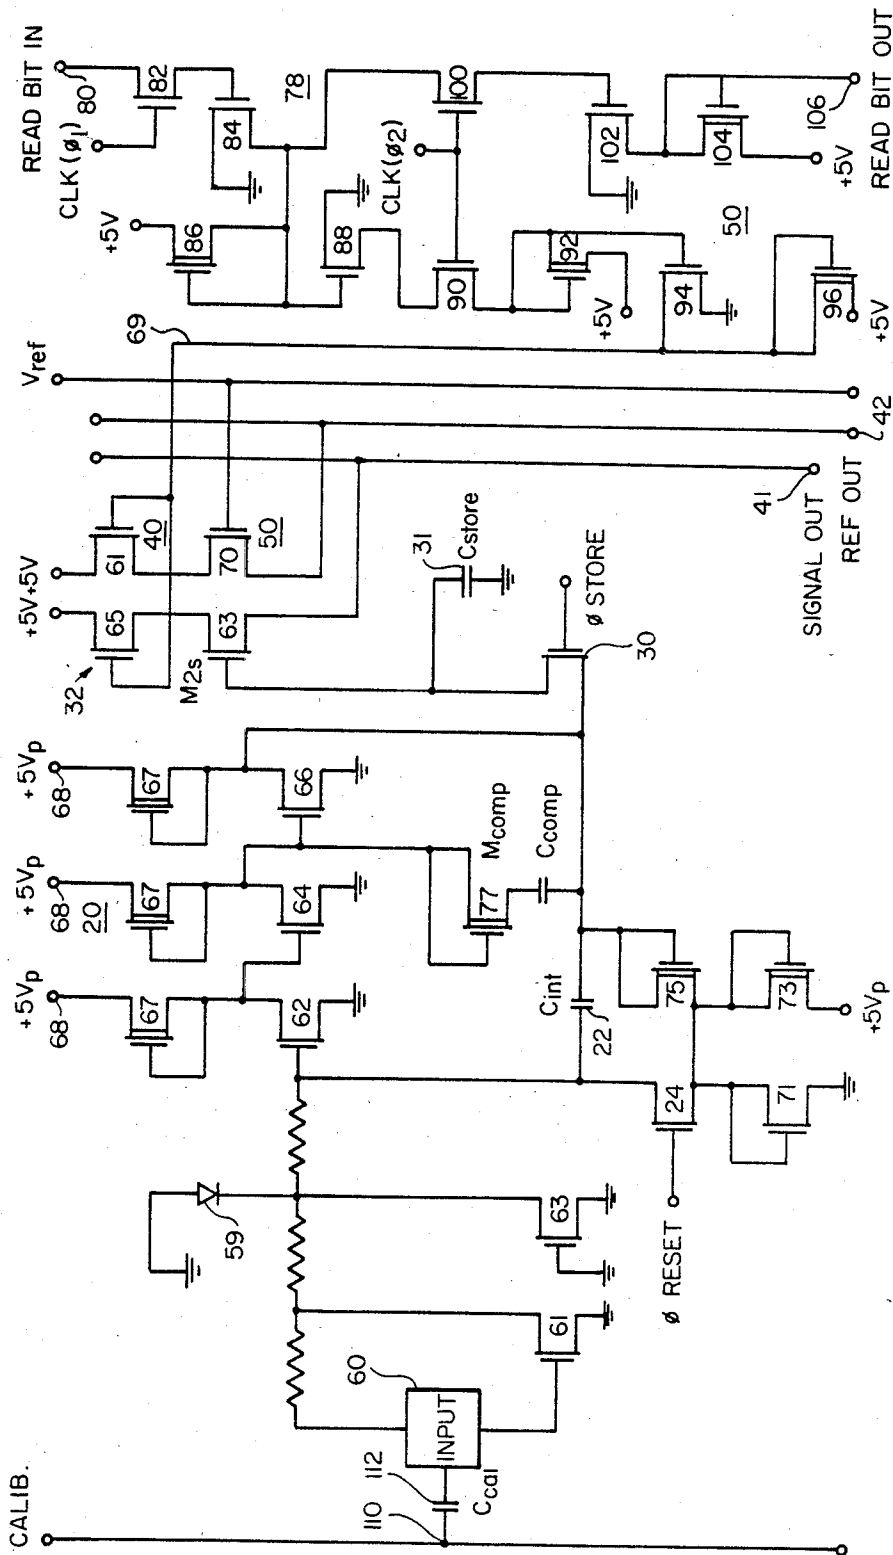 READ BIT IN
80
CLK(ø1)
82
84
78
+5V
86
88
CLK(ø2)
100
90
92
+5V
94
102
104
+5V
106
READ BIT OUT
50
96
+5V
69
Vref
42
41
SIGNAL OUT
REF OUT
+5V
+5V
61
40
65
32
70
50
63
M2s
31
Cstore
ø STORE
30
+5Vp
68
67
66
+5Vp
68
67
20
64
+5Vp
68
67
62
Mcomp
77
Ccomp
Cint
22
75
73
+5Vp
24
71
ø RESET
59
63
61
60
INPUT
112
Ccal
110
CALIB.